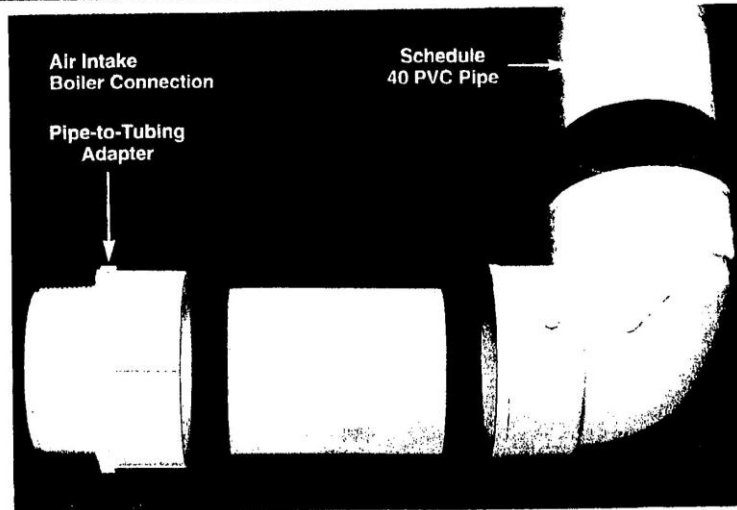 Air Intake
Boiler Connection
Pipe-to-Tubing
Adapter
Schedule
40 PVC Pipe